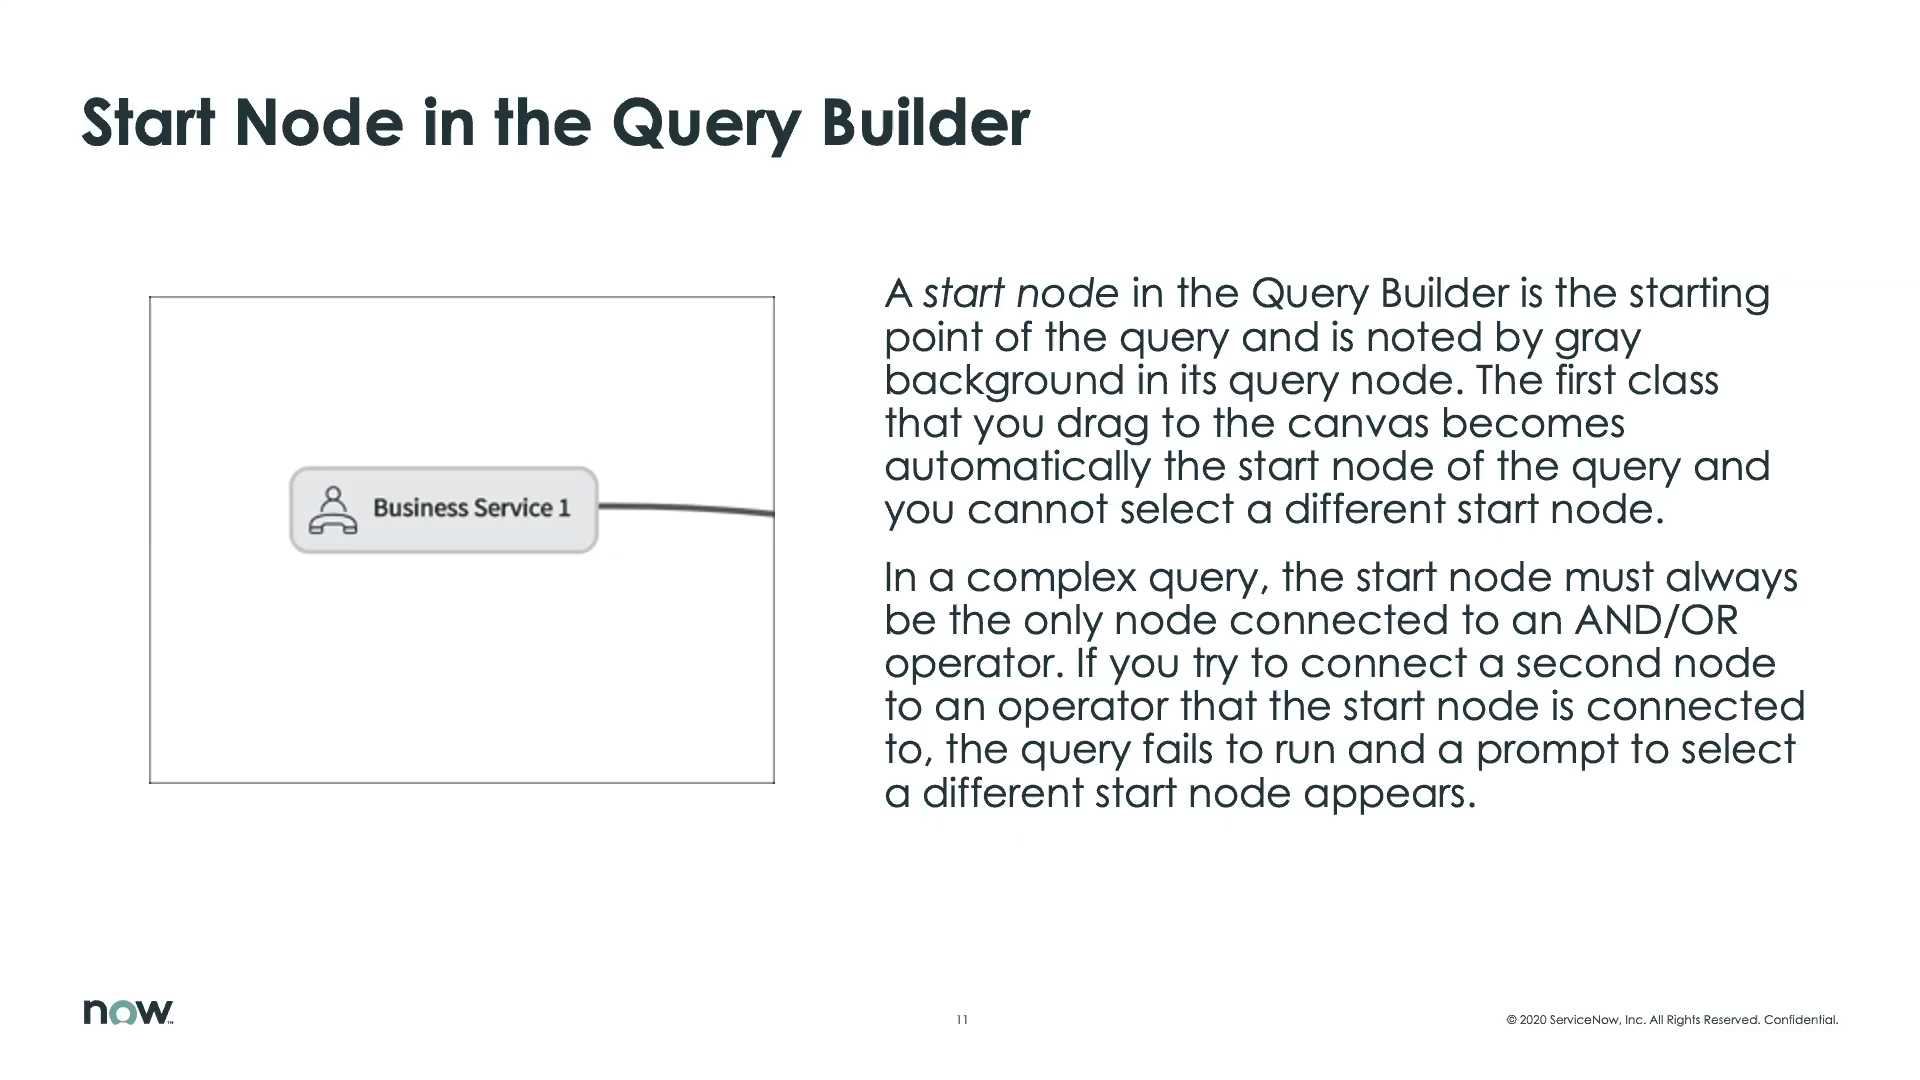 Start Node in the Query Builder
Business Service 1
A start node in the Query Builder is the starting
point of the query and is noted by gray
background in its query node. The first class
that you drag to the canvas becomes
automatically the start node of the query and
you cannot select a different start node.
In a complex query, the start node must always
be the only node connected to an AND/OR
operator. If you try to connect a second node
to an operator that the start node is connected
to, the query fails to run and a prompt to select
a different start node appears.
now™
11
© 2020 ServiceNow, Inc. All Rights Reserved. Confidential.